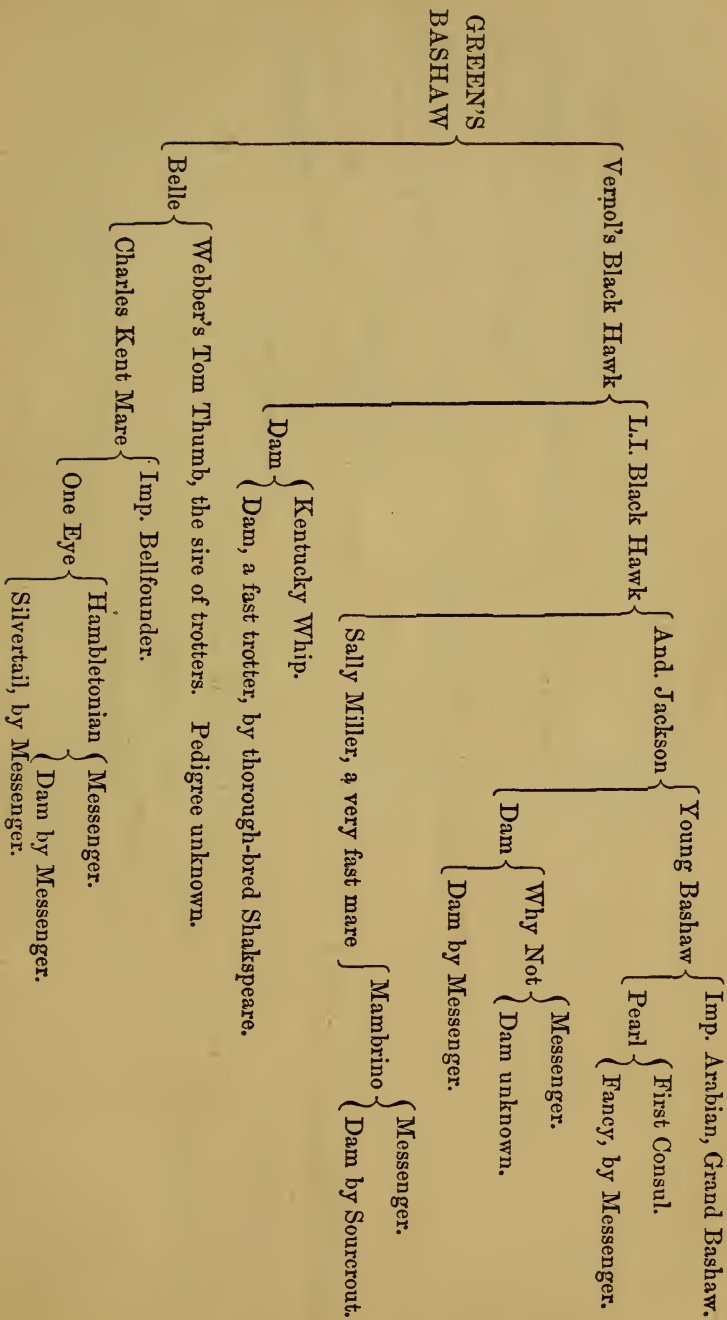 GREEN'S
BASHAW
Vernol's Black Hawk
L.I. Black Hawk
And. Jackson
Young Bashaw
Imp. Arabian, Grand Bashaw.
Pearl
First Consul.
Fancy, by Messenger.
Dam
Why Not
Messenger.
Dam unknown.
Dam by Messenger.
Sally Miller, a very fast mare
Mambrino
Messenger.
Dam by Sourcrout.
Dam
Kentucky Whip.
Dam, a fast trotter, by thorough-bred Shakspeare.
Belle
Webber's Tom Thumb, the sire of trotters. Pedigree unknown.
Charles Kent Mare
Imp. Bellfounder.
One Eye
Hambletonian
Messenger.
Dam by Messenger.
Silvertail, by Messenger.